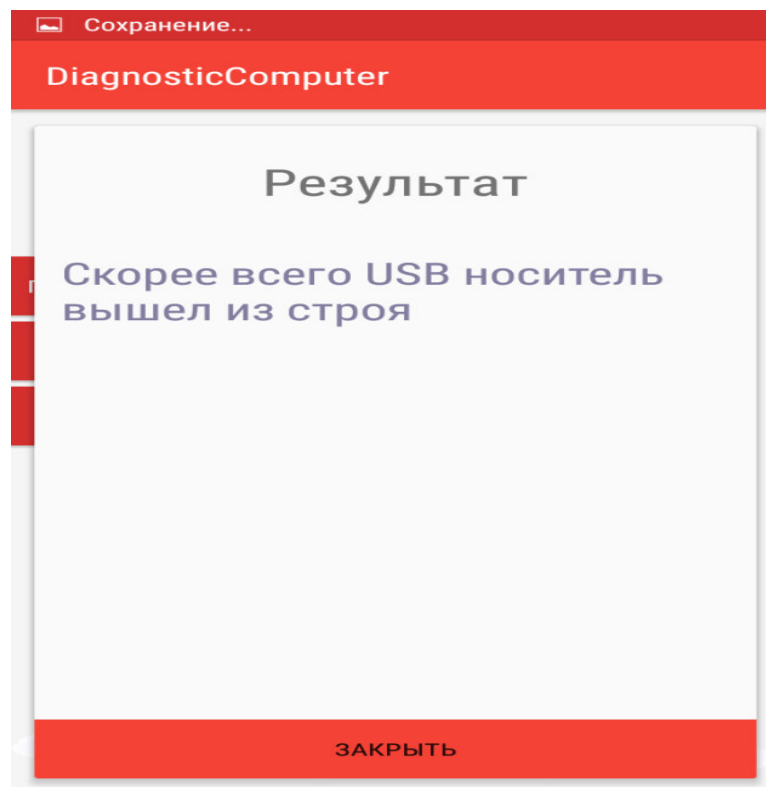 Сохранение...
DiagnosticComputer
Результат
Скорее всего USB носитель
вышел из строя
ЗАКРЫТЬ